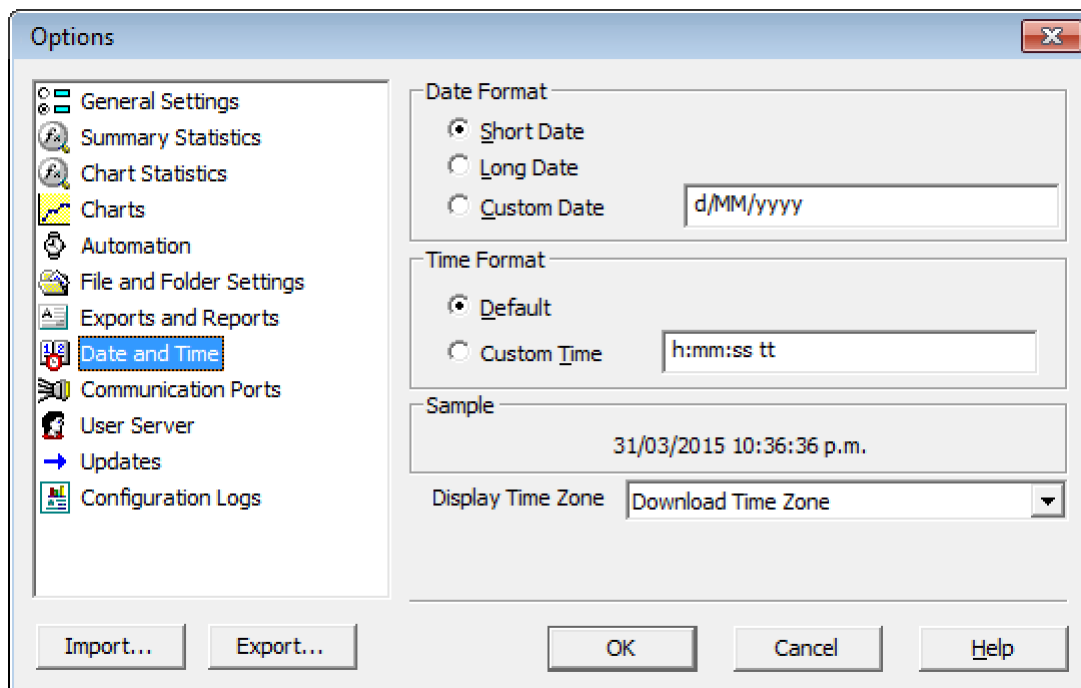 Options
General Settings
Summary Statistics
Chart Statistics
Charts
Automation
File and Folder Settings
Exports and Reports
Date and Time
Communication Ports
User Server
Updates
Configuration Logs
Import...
Export...
Date Format
Short Date
Long Date
Custom Date d/MM/yyyy
Time Format
Default
Custom Time h:mm:ss tt
Sample
31/03/2015 10:36:36 p.m.
Display Time Zone Download Time Zone
OK Cancel Help